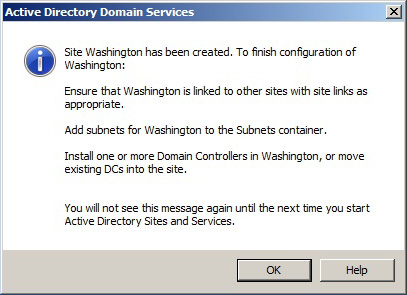 Active Directory Domain Services
Site Washington has been created. To finish configuration of
Washington:
Ensure that Washington is linked to other sites with site links as
appropriate.
Add subnets for Washington to the Subnets container.
Install one or more Domain Controllers in Washington, or move
existing DCs into the site.
You will not see this message again until the next time you start
Active Directory Sites and Services.
OK
Help